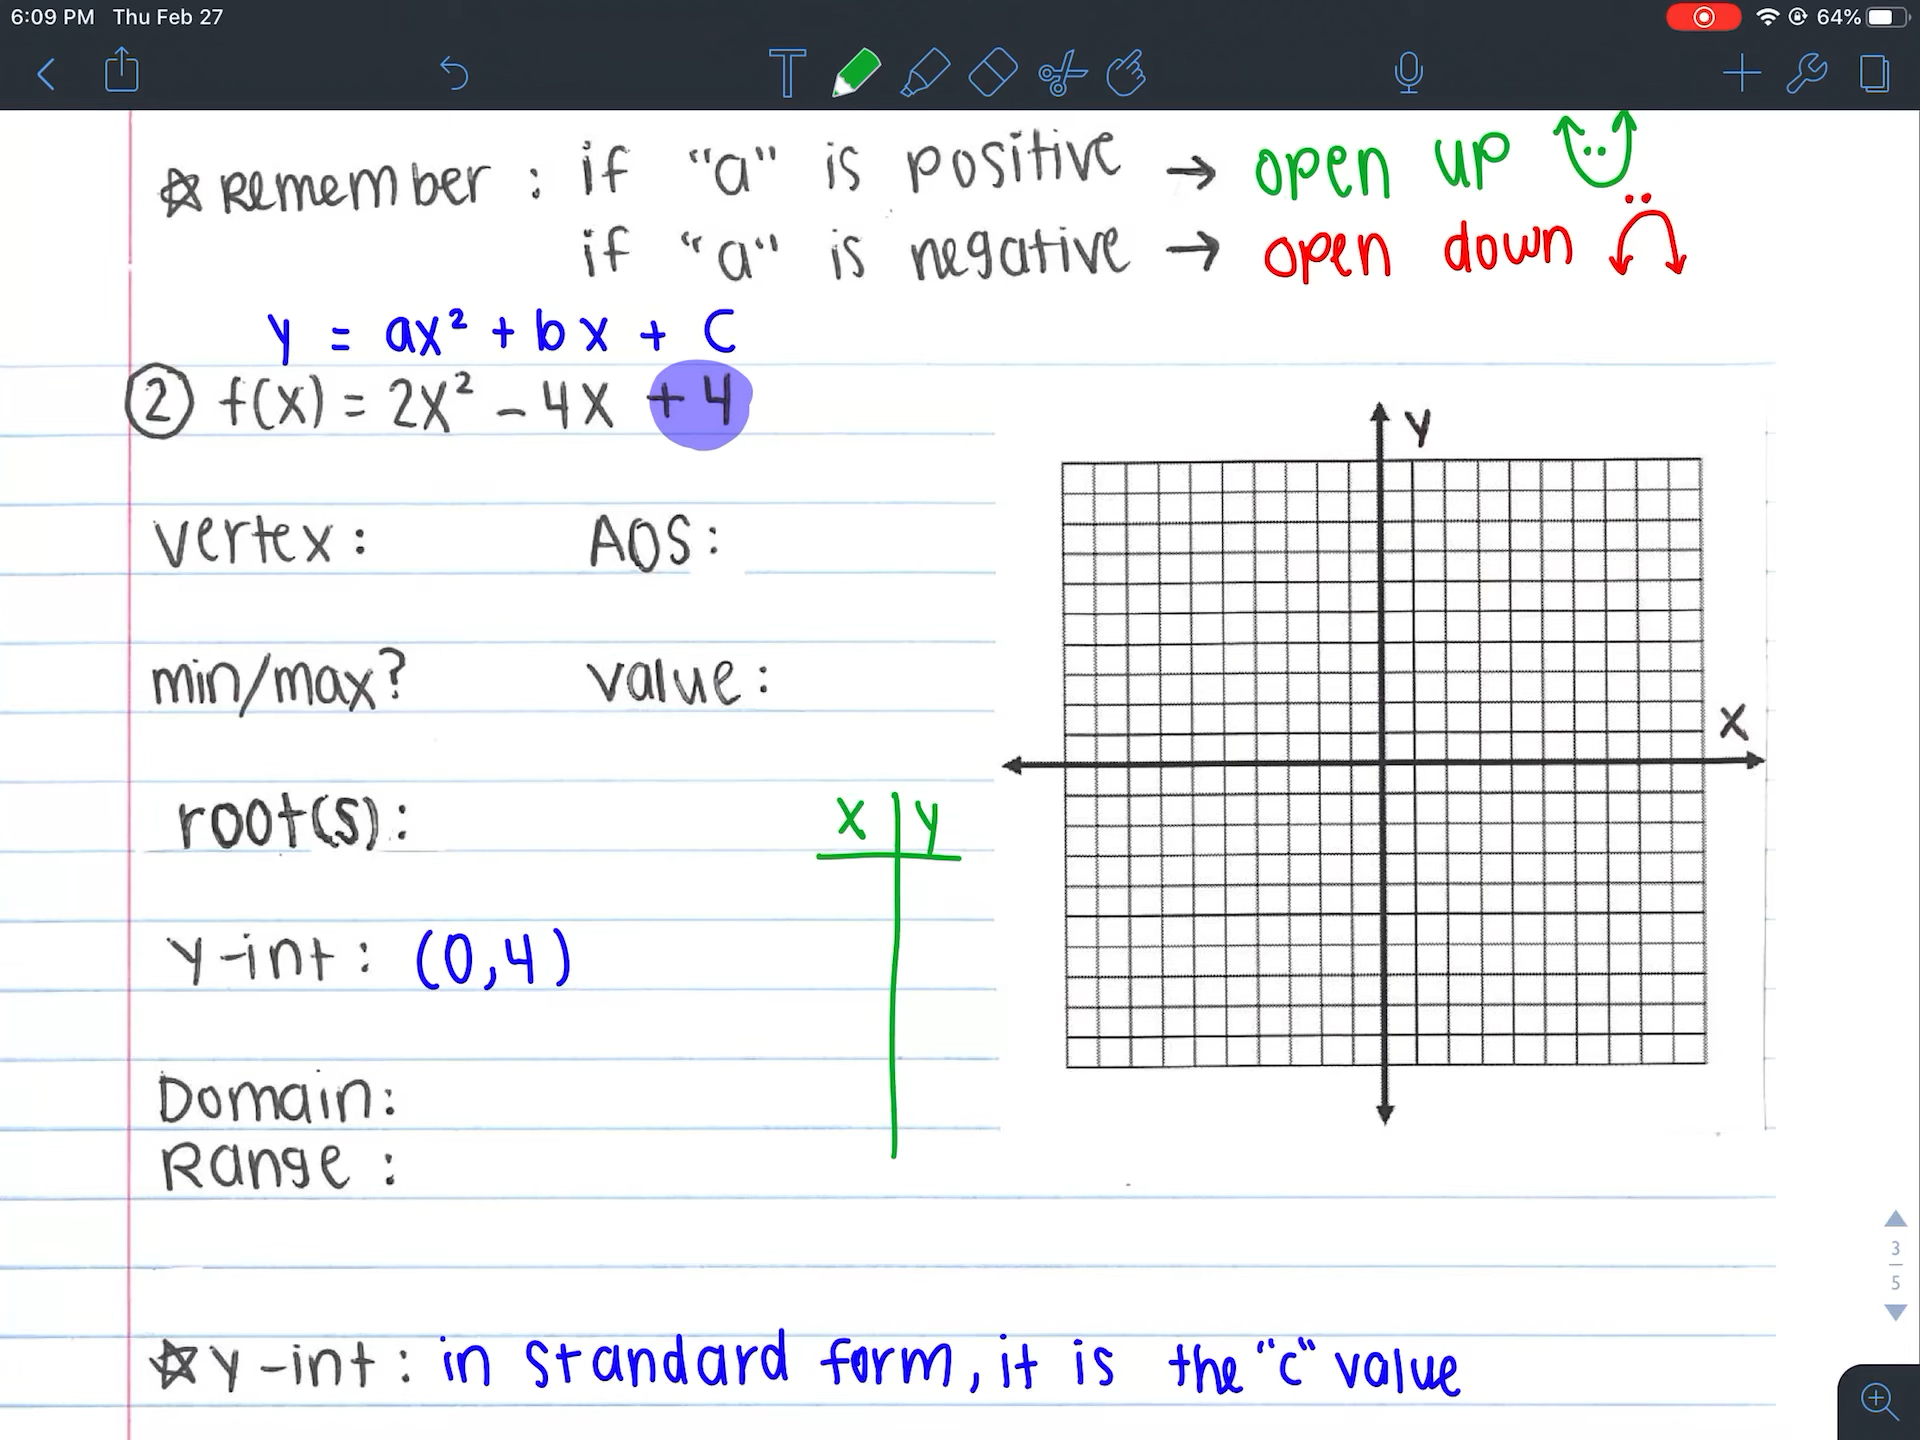 6:09 PM Thu Feb 27 64%
☆ Remember : if "a" is positive → open up
if "a" is negative → open down
y = ax² + bx + c
② f(x) = 2x² - 4x + 4
y
vertex : AOS :
min/max? value :
x
root(s) :
x y
y-int : (0,4)
Domain :
Range :
3
5
☆ y-int : in standard form, it is the "c" value